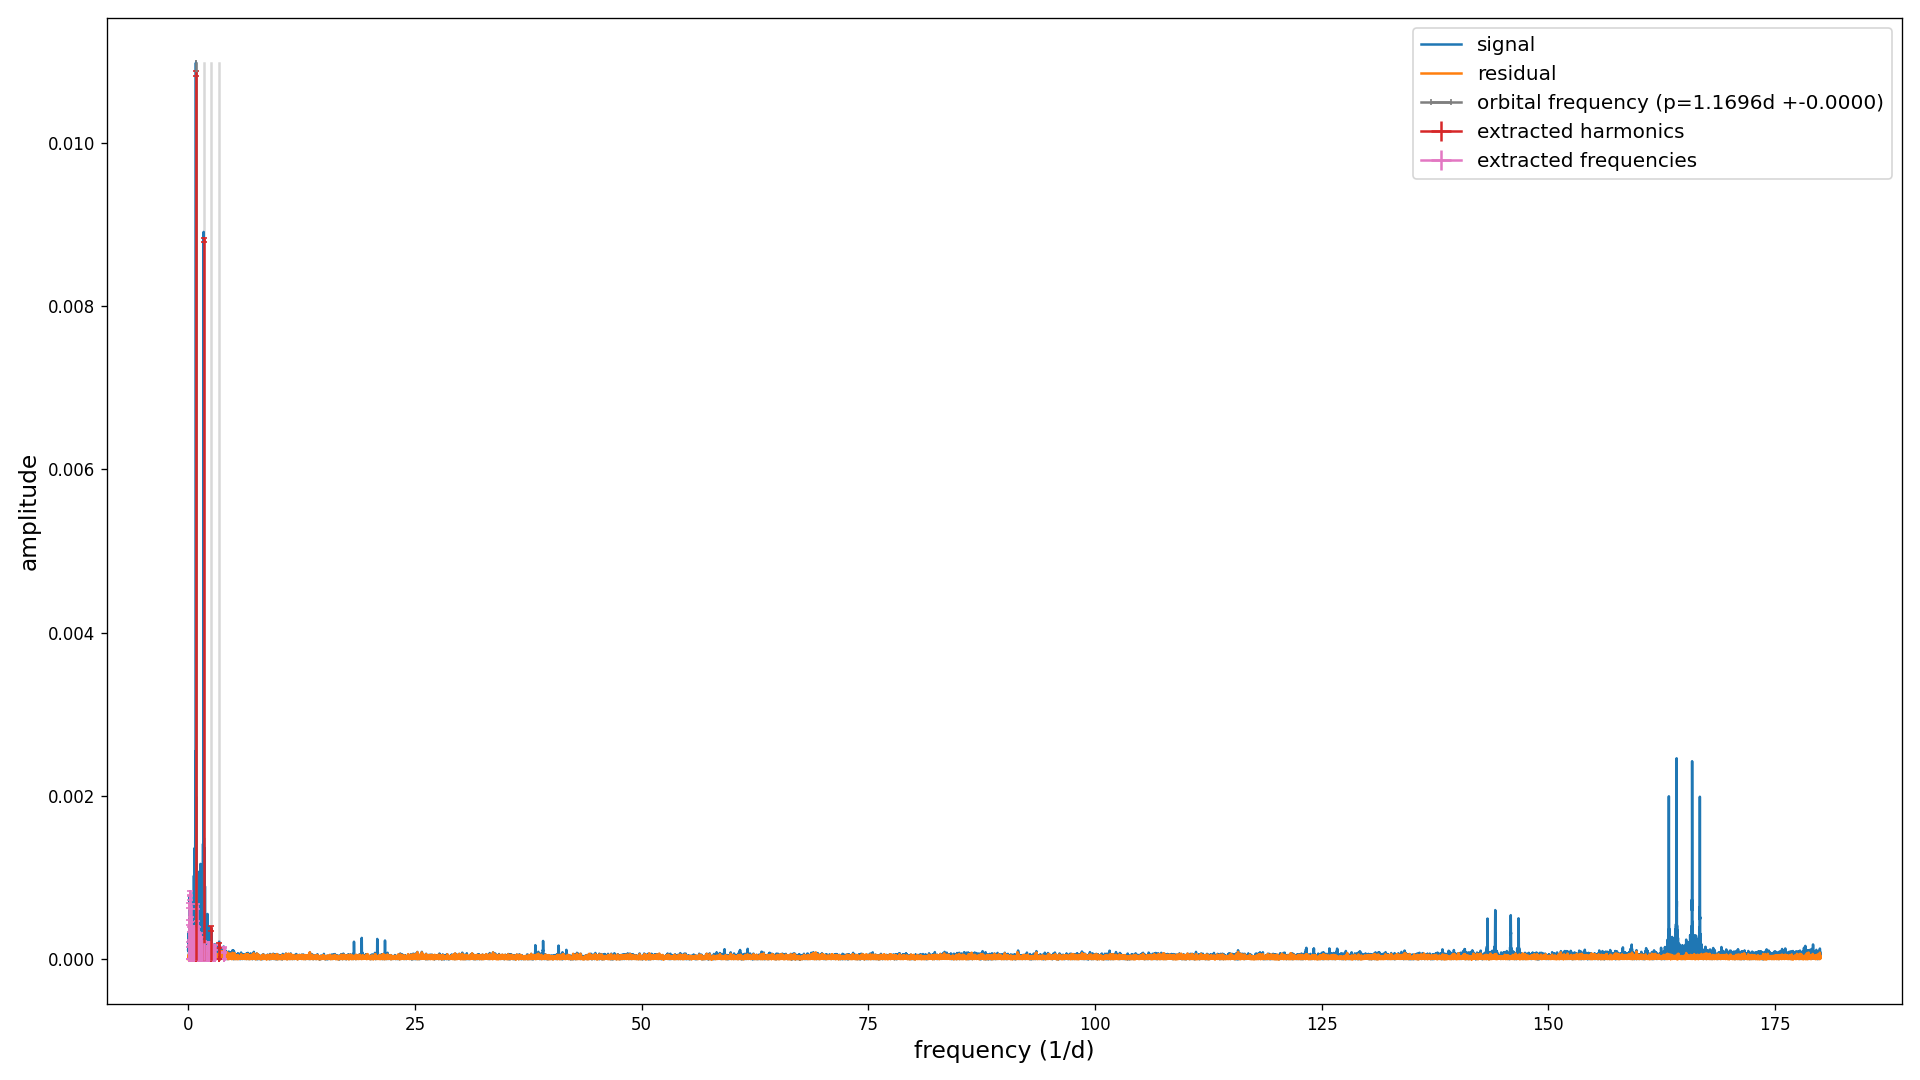 signal
residual
orbital frequency (p=1.1696d +-0.0000)
extracted harmonics
extracted frequencies
0.010
0.008
0.006
0.004
0.002
0.000
amplitude
0 25 50 75 100 125 150 175
frequency (1/d)